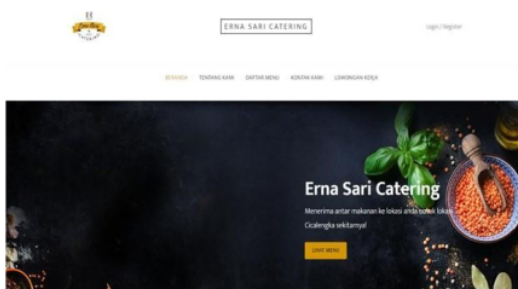 ERNA SARI CATERING
Login / Register
BERANDA TENTANG KAMI DAFTAR MENU KONTAK KAMI LOWONGAN KERJA
Erna Sari Catering
Menerima antar makanan ke lokasi anda untuk lokasi
Cicalengka sekitarnya!
LIHAT MENU